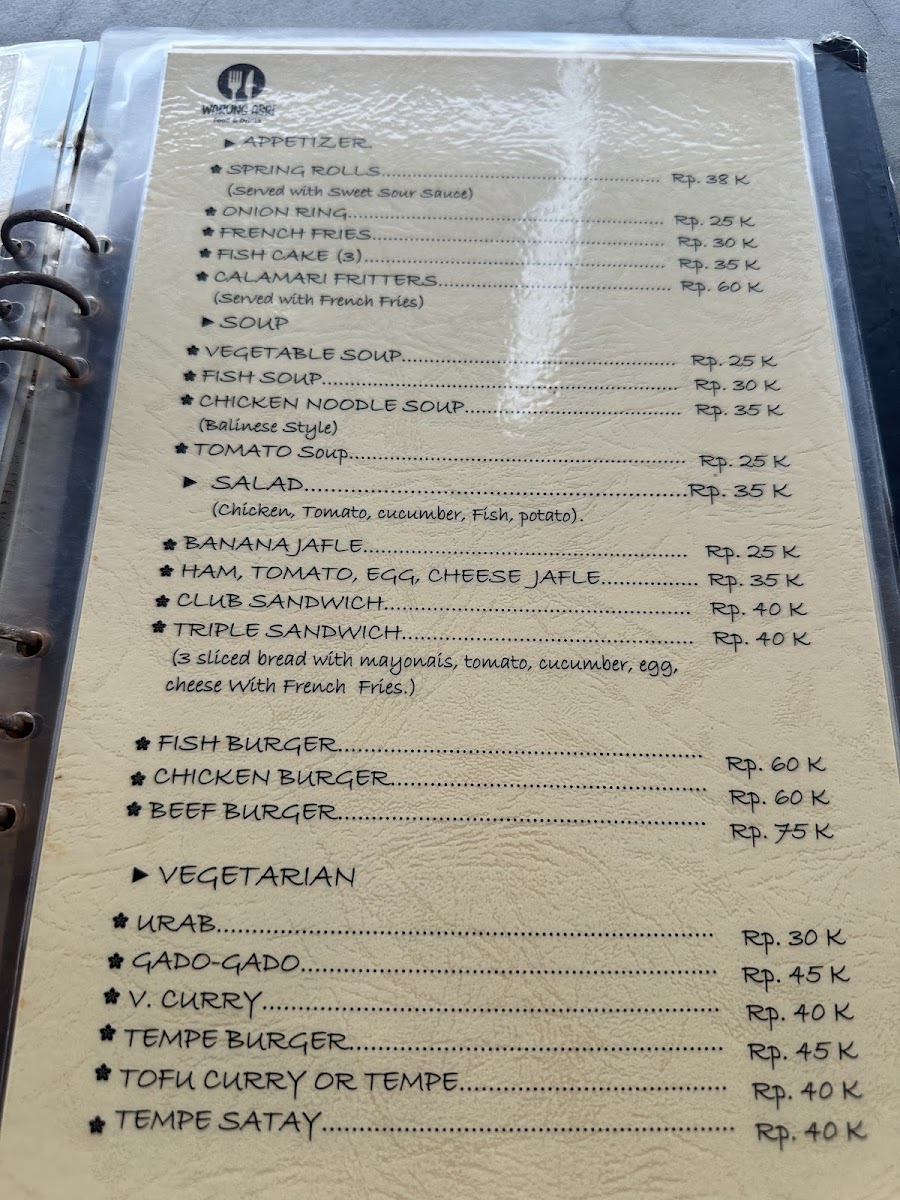 WARUNG ASRI
Food & Drinks
► APPETIZER.
SPRING ROLLS............Rp. 38 K
(Served with Sweet Sour Sauce)
ONION RING............Rp. 25 K
FRENCH FRIES............Rp. 30 K
FISH CAKE (3)............Rp. 35 K
CALAMARI FRITTERS............Rp. 60 K
(Served with French Fries)
► SOUP
VEGETABLE SOUP............Rp. 25 K
FISH SOUP............Rp. 30 K
CHICKEN NOODLE SOUP............Rp. 35 K
(Balinese Style)
TOMATO Soup............Rp. 25 K
► SALAD............Rp. 35 K
(Chicken, Tomato, cucumber, Fish, potato).
BANANA JAFLE............Rp. 25 K
HAM, TOMATO, EGG, CHEESE JAFLE............Rp. 35 K
CLUB SANDWICH............Rp. 40 K
TRIPLE SANDWICH............Rp. 40 K
(3 sliced bread with mayonais, tomato, cucumber, egg,
cheese With French Fries.)
FISH BURGER............Rp. 60 K
CHICKEN BURGER............Rp. 60 K
BEEF BURGER............Rp. 75 K
► VEGETARIAN
URAB............Rp. 30 K
GADO-GADO............Rp. 45 K
V. CURRY............Rp. 40 K
TEMPE BURGER............Rp. 45 K
TOFU CURRY OR TEMPE............Rp. 40 K
TEMPE SATAY............Rp. 40 K